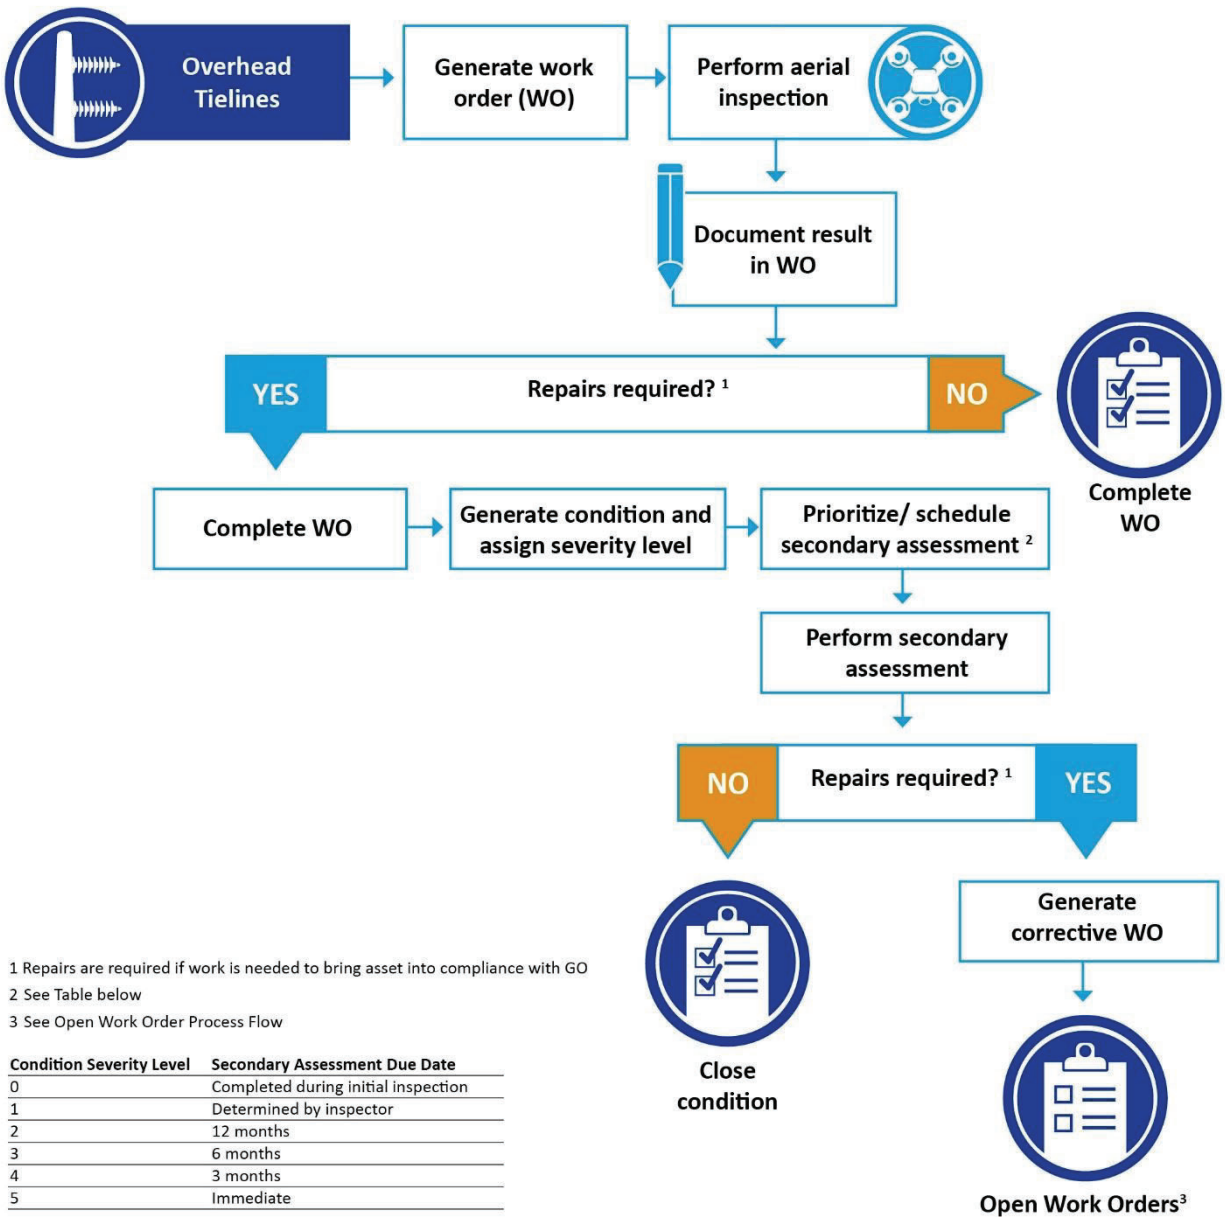 Overhead
Tielines
Generate work
order (WO)
Perform aerial
inspection
Document result
in WO
YES
Repairs required? ¹
NO
Complete
WO
Complete WO
Generate condition and
assign severity level
Prioritize/ schedule
secondary assessment ²
Perform secondary
assessment
NO
Repairs required? ¹
YES
Close
condition
Generate
corrective WO
Open Work Orders³
1 Repairs are required if work is needed to bring asset into compliance with GO
2 See Table below
3 See Open Work Order Process Flow
Condition Severity Level Secondary Assessment Due Date
0 Completed during initial inspection
1 Determined by inspector
2 12 months
3 6 months
4 3 months
5 Immediate